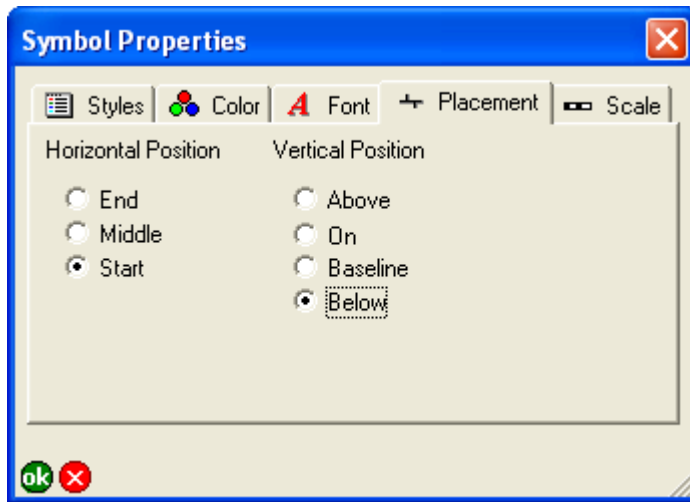 Symbol Properties
Styles Color A Font Placement Scale
Horizontal Position Vertical Position
End Above
Middle On
Start Baseline
Below
ok